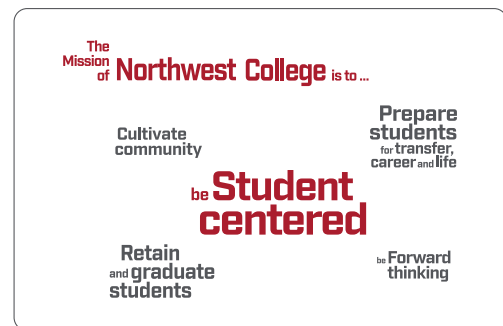 The
Mission
of Northwest College is to ...
Cultivate
community
Prepare
students
for transfer,
career and life
be Student
centered
Retain
and graduate
students
be Forward
thinking